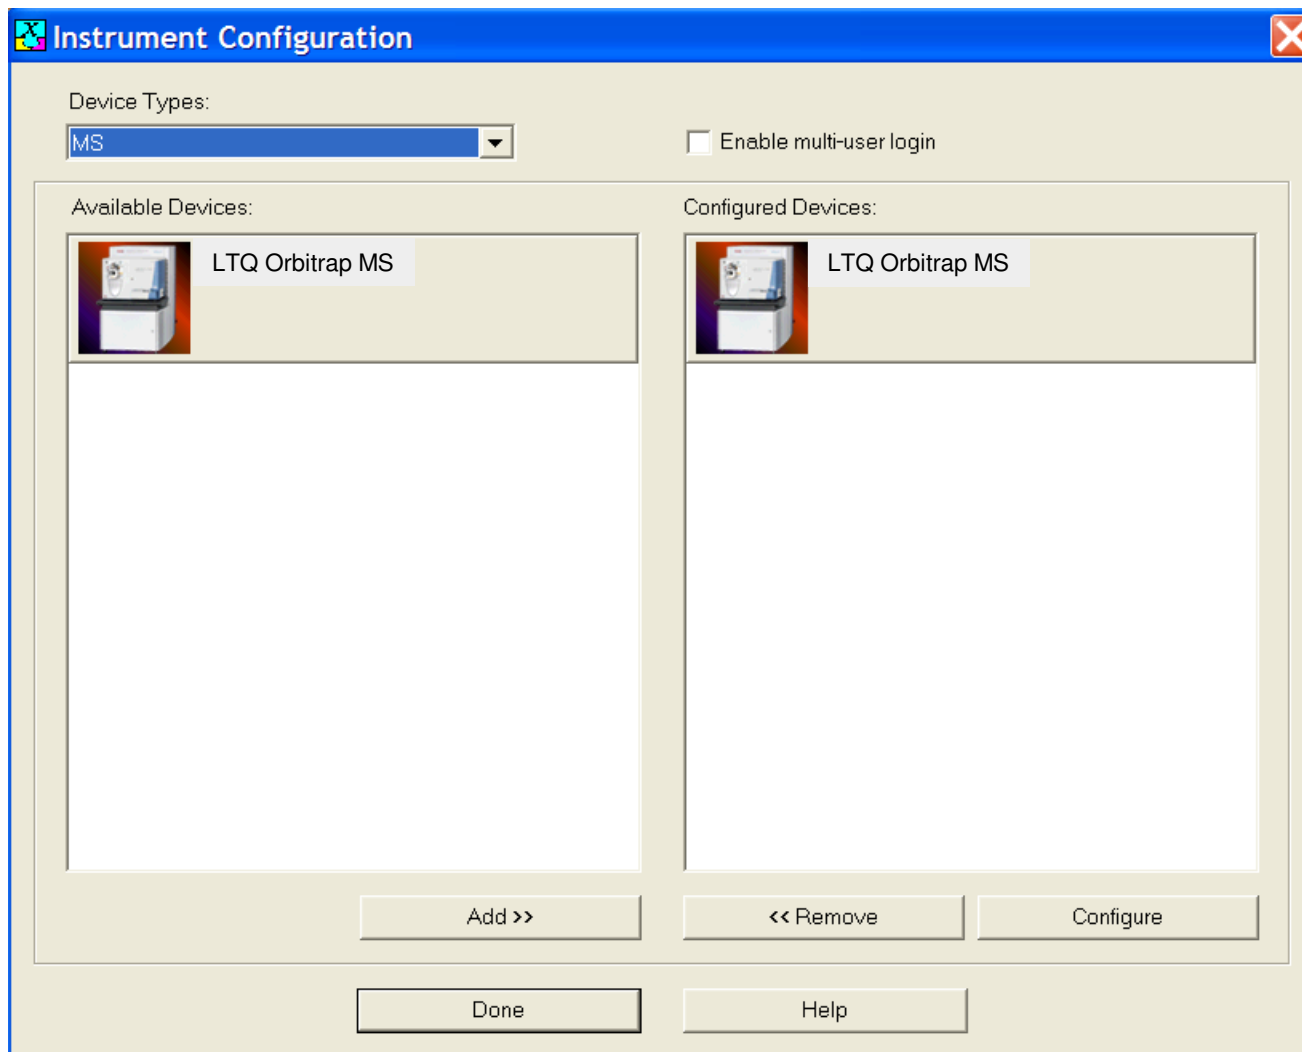 Instrument Configuration
Device Types:
MS
Enable multi-user login
Available Devices:
Configured Devices:
LTQ Orbitrap MS
LTQ Orbitrap MS
Add >>
<< Remove
Configure
Done
Help